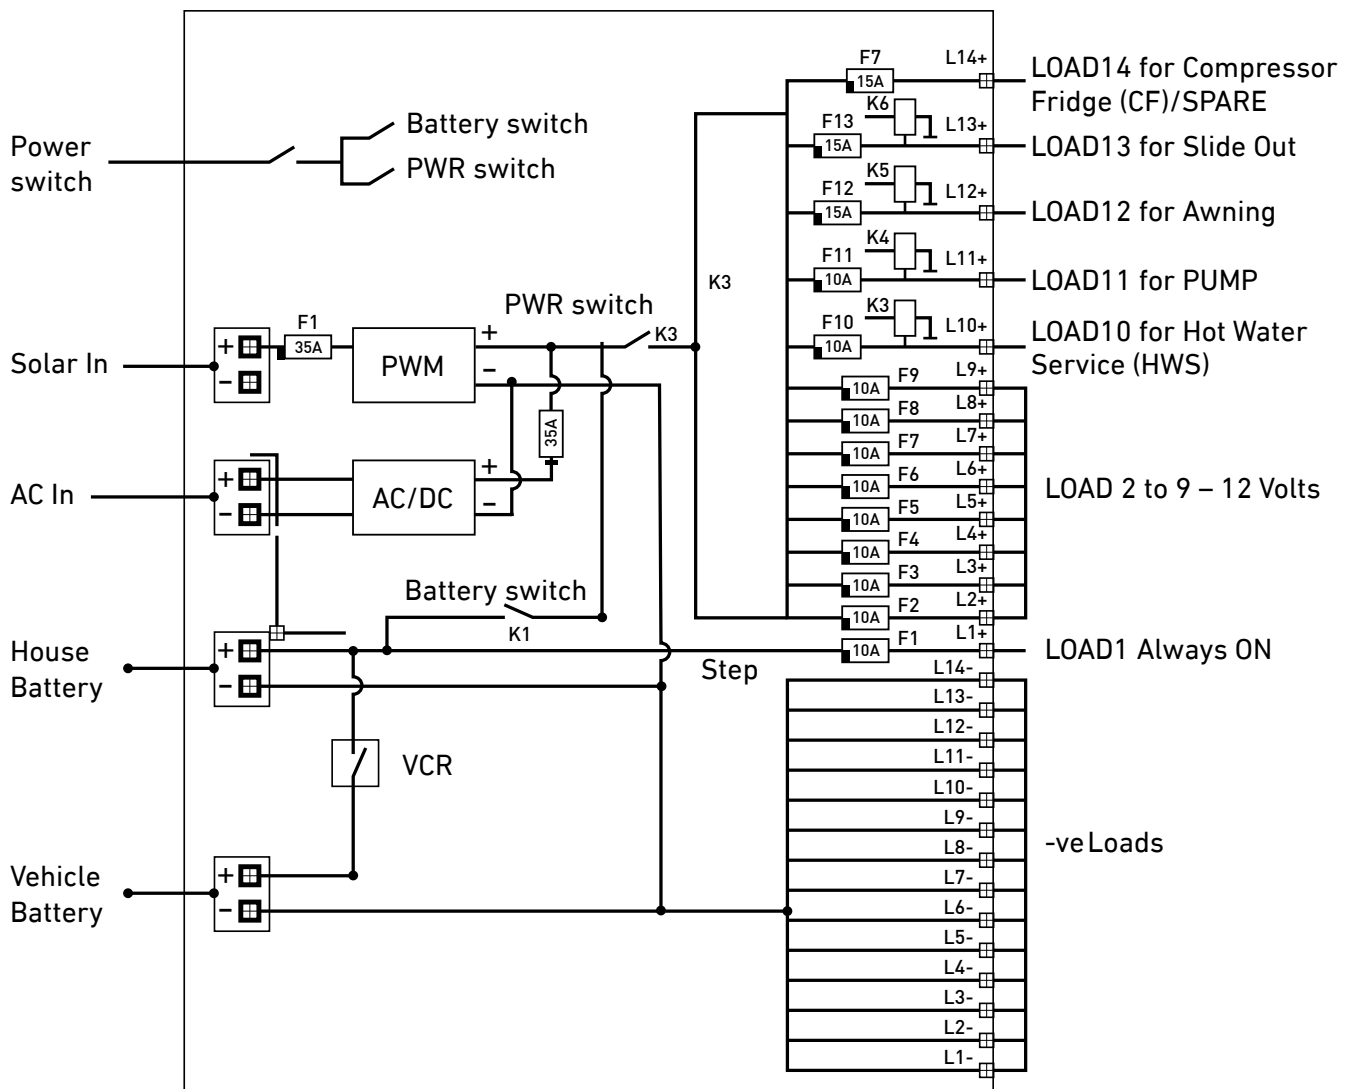 F7
L14+
15A
LOAD14 for Compressor
Fridge (CF)/SPARE
K6
F13
L13+
15A
LOAD13 for Slide Out
Battery switch
PWR switch
Power
switch
K5
F12
L12+
15A
LOAD12 for Awning
K4
F11
L11+
10A
LOAD11 for PUMP
K3
K3
F10
L10+
10A
LOAD10 for Hot Water
Service (HWS)
PWR switch
K3
F1
35A
+
−
PWM
+
−
Solar In
35A
10A
F9
L9+
10A
F8
L8+
10A
F7
L7+
10A
F6
L6+
10A
F5
L5+
10A
F4
L4+
10A
F3
L3+
10A
F2
L2+
LOAD 2 to 9 – 12 Volts
AC In
+
−
AC/DC
+
−
Battery switch
K1
House
Battery
+
−
10A
F1
L1+
LOAD1 Always ON
Step
VCR
Vehicle
Battery
+
−
L14-
L13-
L12-
L11-
L10-
L9-
L8-
L7-
L6-
L5-
L4-
L3-
L2-
L1-
-ve Loads